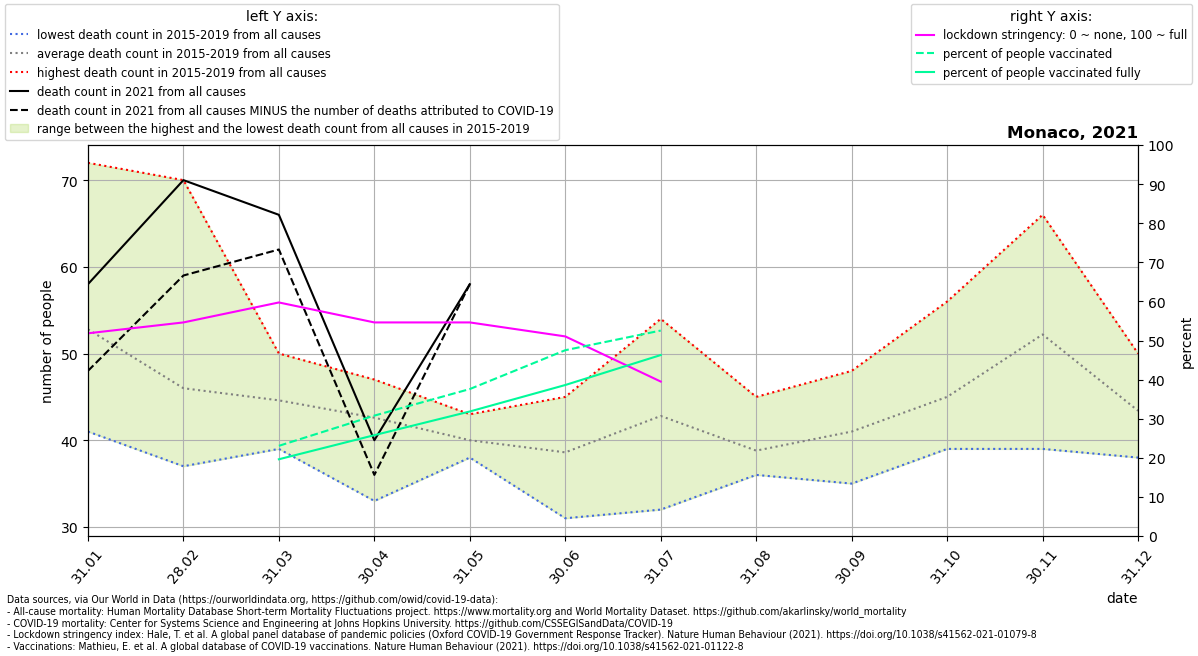 left Y axis:
lowest death count in 2015-2019 from all causes
average death count in 2015-2019 from all causes
highest death count in 2015-2019 from all causes
death count in 2021 from all causes
death count in 2021 from all causes MINUS the number of deaths attributed to COVID-19
range between the highest and the lowest death count from all causes in 2015-2019
right Y axis:
lockdown stringency: 0 ~ none, 100 ~ full
percent of people vaccinated
percent of people vaccinated fully
Monaco, 2021
number of people
70
60
50
40
30
percent
100
90
80
70
60
50
40
30
20
10
0
31.01
28.02
31.03
30.04
31.05
30.06
31.07
31.08
30.09
31.10
30.11
31.12
date
Data sources, via Our World in Data (https://ourworldindata.org, https://github.com/owid/covid-19-data):
- All-cause mortality: Human Mortality Database Short-term Mortality Fluctuations project. https://www.mortality.org and World Mortality Dataset. https://github.com/akarlinsky/world_mortality
- COVID-19 mortality: Center for Systems Science and Engineering at Johns Hopkins University. https://github.com/CSSEGISandData/COVID-19
- Lockdown stringency index: Hale, T. et al. A global panel database of pandemic policies (Oxford COVID-19 Government Response Tracker). Nature Human Behaviour (2021). https://doi.org/10.1038/s41562-021-01079-8
- Vaccinations: Mathieu, E. et al. A global database of COVID-19 vaccinations. Nature Human Behaviour (2021). https://doi.org/10.1038/s41562-021-01122-8